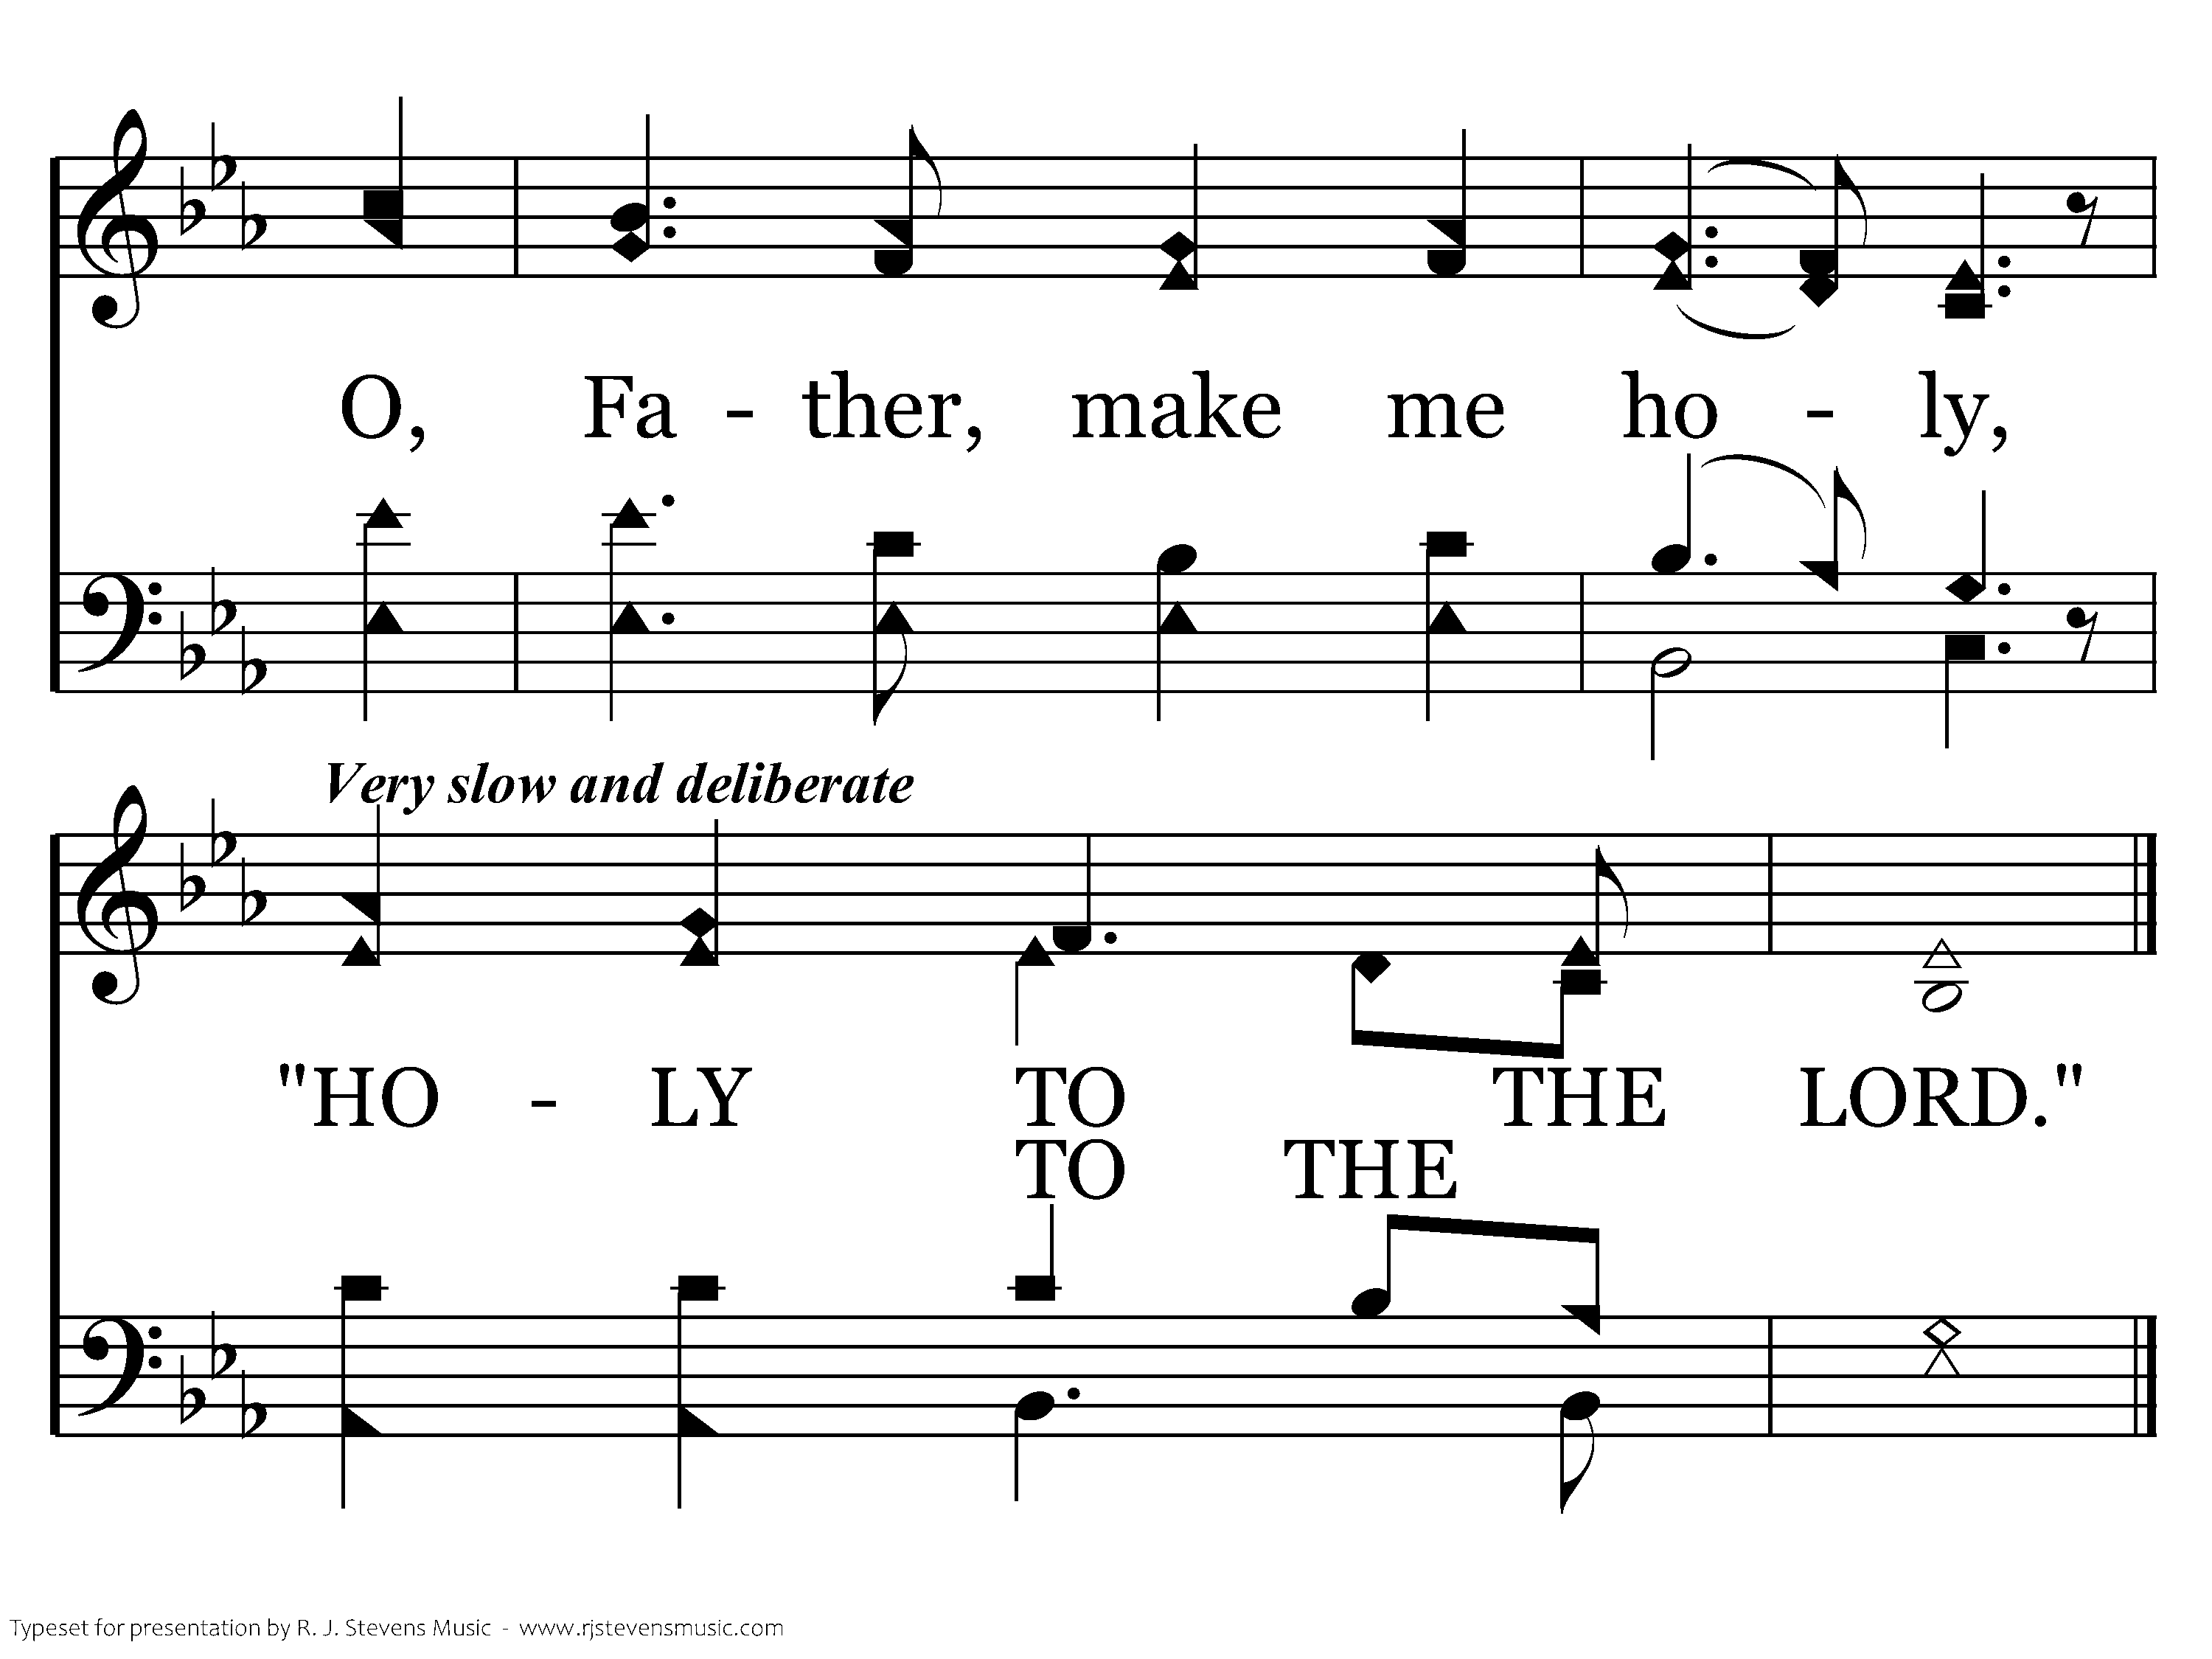 O, Fa - ther, make me ho - ly,
Very slow and deliberate
"HO - LY TO THE LORD."
TO THE
Typeset for presentation by R. J. Stevens Music - www.rjstevensmusic.com